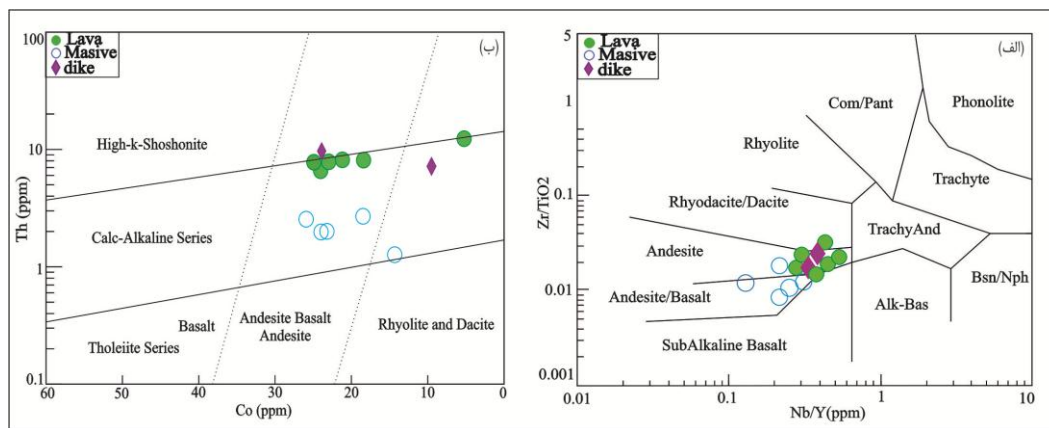 100
10
1
0.1
Th (ppm)
60
50
40
30
20
10
0
Co (ppm)
Lava
Masive
dike
(ب)
High-k-Shoshonite
Calc-Alkaline Series
Tholeiite Series
Basalt
Andesite Basalt
Andesite
Rhyolite and Dacite
5
1
0.1
0.01
0.001
Zr/TiO2
0.01
0.1
1
10
Nb/Y(ppm)
Lava
Masive
dike
(الف)
Com/Pant
Phonolite
Rhyolite
Trachyte
Rhyodacite/Dacite
TrachyAnd
Andesite
Bsn/Nph
Andesite/Basalt
Alk-Bas
SubAlkaline Basalt